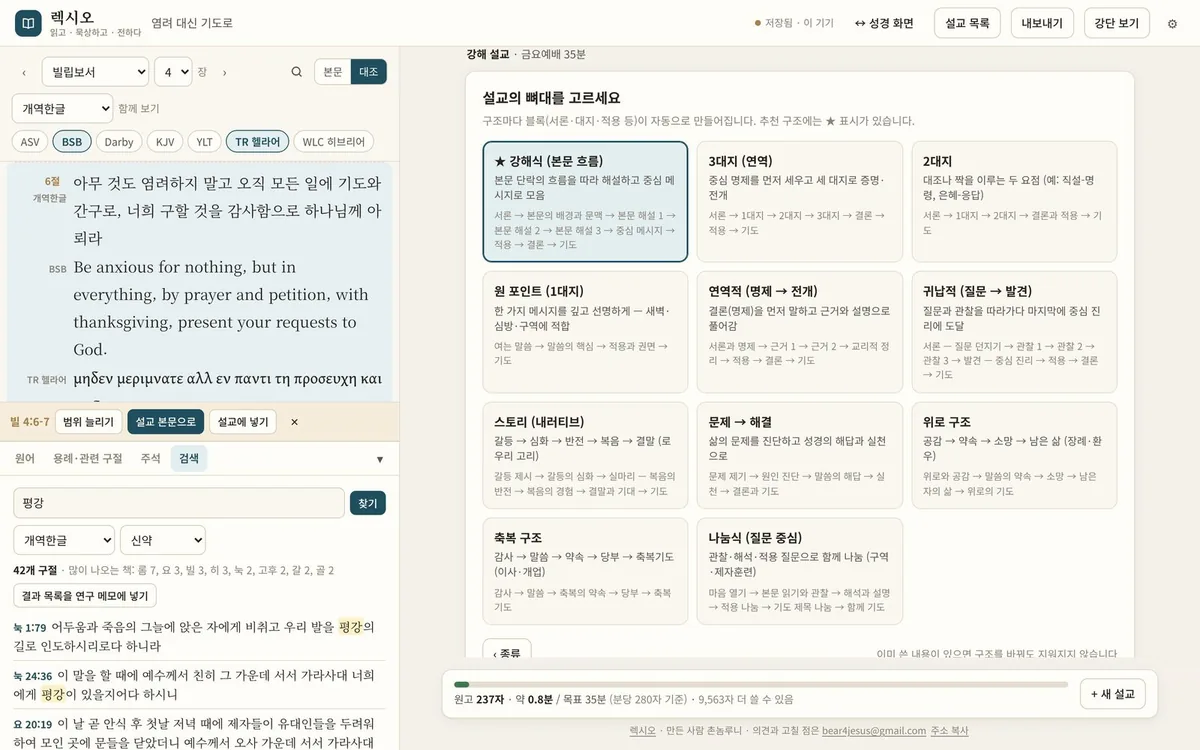 렉시오
읽고 · 묵상하고 · 전하다
염려 대신 기도로
저장됨 · 이 기기
↔ 성경 화면
설교 목록
내보내기
강단 보기
‹ 빌립보서 4 장 ›
본문 대조
개역한글 함께 보기
ASV BSB Darby KJV YLT TR 헬라어 WLC 히브리어
6절
개역한글
아무 것도 염려하지 말고 오직 모든 일에 기도와
간구로, 너희 구할 것을 감사함으로 하나님께 아
뢰라
BSB Be anxious for nothing, but in
everything, by prayer and petition, with
thanksgiving, present your requests to
God.
TR 헬라어 μηδεν μεριμνατε αλλ εν παντι τη προσευχη και
빌 4:6-7 범위 늘리기 설교 본문으로 설교에 넣기 ×
원어 용례·관련 구절 주석 검색 ▼
평강 찾기
개역한글 신약
42개 구절 · 많이 나오는 책: 롬 7, 요 3, 빌 3, 히 3, 눅 2, 고후 2, 갈 2, 골 2
결과 목록을 연구 메모에 넣기
눅 1:79 어두움과 죽음의 그늘에 앉은 자에게 비취고 우리 발을 평강의
길로 인도하시리로다 하니라
눅 24:36 이 말을 할 때에 예수께서 친히 그 가운데 서서 가라사대 너희
에게 평강이 있을지어다 하시니
요 20:19 이 날 곧 안식 후 첫날 저녁 때에 제자들이 유대인들을 두려워
하여 모인 곳에 문들을 닫았더니 예수께서 오사 가운데 서서 가라사대
강해 설교 · 금요예배 35분
설교의 뼈대를 고르세요
구조마다 블록(서론·대지·적용 등)이 자동으로 만들어집니다. 추천 구조에는 ★ 표시가 있습니다.
★ 강해식 (본문 흐름)
본문 단락의 흐름을 따라 해설하고 중심 메
시지로 모음
서론 → 본문의 배경과 문맥 → 본문 해설 1 →
본문 해설 2 → 본문 해설 3 → 중심 메시지 →
적용 → 결론 → 기도
3대지 (연역)
중심 명제를 먼저 세우고 세 대지로 증명·
전개
서론 → 1대지 → 2대지 → 3대지 → 결론 →
적용 → 기도
2대지
대조나 짝을 이루는 두 요점 (예: 직설-명
령, 은혜-응답)
서론 → 1대지 → 2대지 → 결론과 적용 → 기
도
원 포인트 (1대지)
한 가지 메시지를 깊고 선명하게 — 새벽·
심방·구역에 적합
여는 말씀 → 말씀의 핵심 → 적용과 권면 →
기도
연역적 (명제 → 전개)
결론(명제)을 먼저 말하고 근거와 설명으로
풀어감
서론과 명제 → 근거 1 → 근거 2 → 교리적 정
리 → 적용 → 결론 → 기도
귀납적 (질문 → 발견)
질문과 관찰을 따라가다 마지막에 중심 진
리에 도달
서론 — 질문 던지기 → 관찰 1 → 관찰 2 →
관찰 3 → 발견 — 중심 진리 → 적용 → 결론
→ 기도
스토리 (내러티브)
갈등 → 심화 → 반전 → 복음 → 결말 (로
우리 고리)
갈등 제시 → 갈등의 심화 → 실마리 — 복음의
반전 → 복음의 경험 → 결말과 기대 → 기도
문제 → 해결
삶의 문제를 진단하고 성경의 해답과 실천
으로
문제 제기 → 원인 진단 → 말씀의 해답 → 실
천 → 결론과 기도
위로 구조
공감 → 약속 → 소망 → 남은 삶 (장례·환
우)
위로와 공감 → 말씀의 약속 → 소망 → 남은
자의 삶 → 위로의 기도
축복 구조
감사 → 말씀 → 약속 → 당부 → 축복기도
(이사·개업)
감사 → 말씀 → 축복의 약속 → 당부 → 축복
기도
나눔식 (질문 중심)
관찰·해석·적용 질문으로 함께 나눔 (구역
·제자훈련)
마음 열기 → 본문 읽기와 관찰 → 해석과 설명
→ 적용 나눔 → 기도 제목 나눔 → 함께 기도
‹ 종류
이미 쓴 내용이 있으면 구조를 바꿔도 지워지지 않습니다
원고 237자 · 약 0.8분 / 목표 35분 (분당 280자 기준) · 9,563자 더 쓸 수 있음
+ 새 설교
렉시오 · 만든 사람 촌놈루니 · 의견과 고칠 점은 bear4jesus@gmail.com 주소 복사